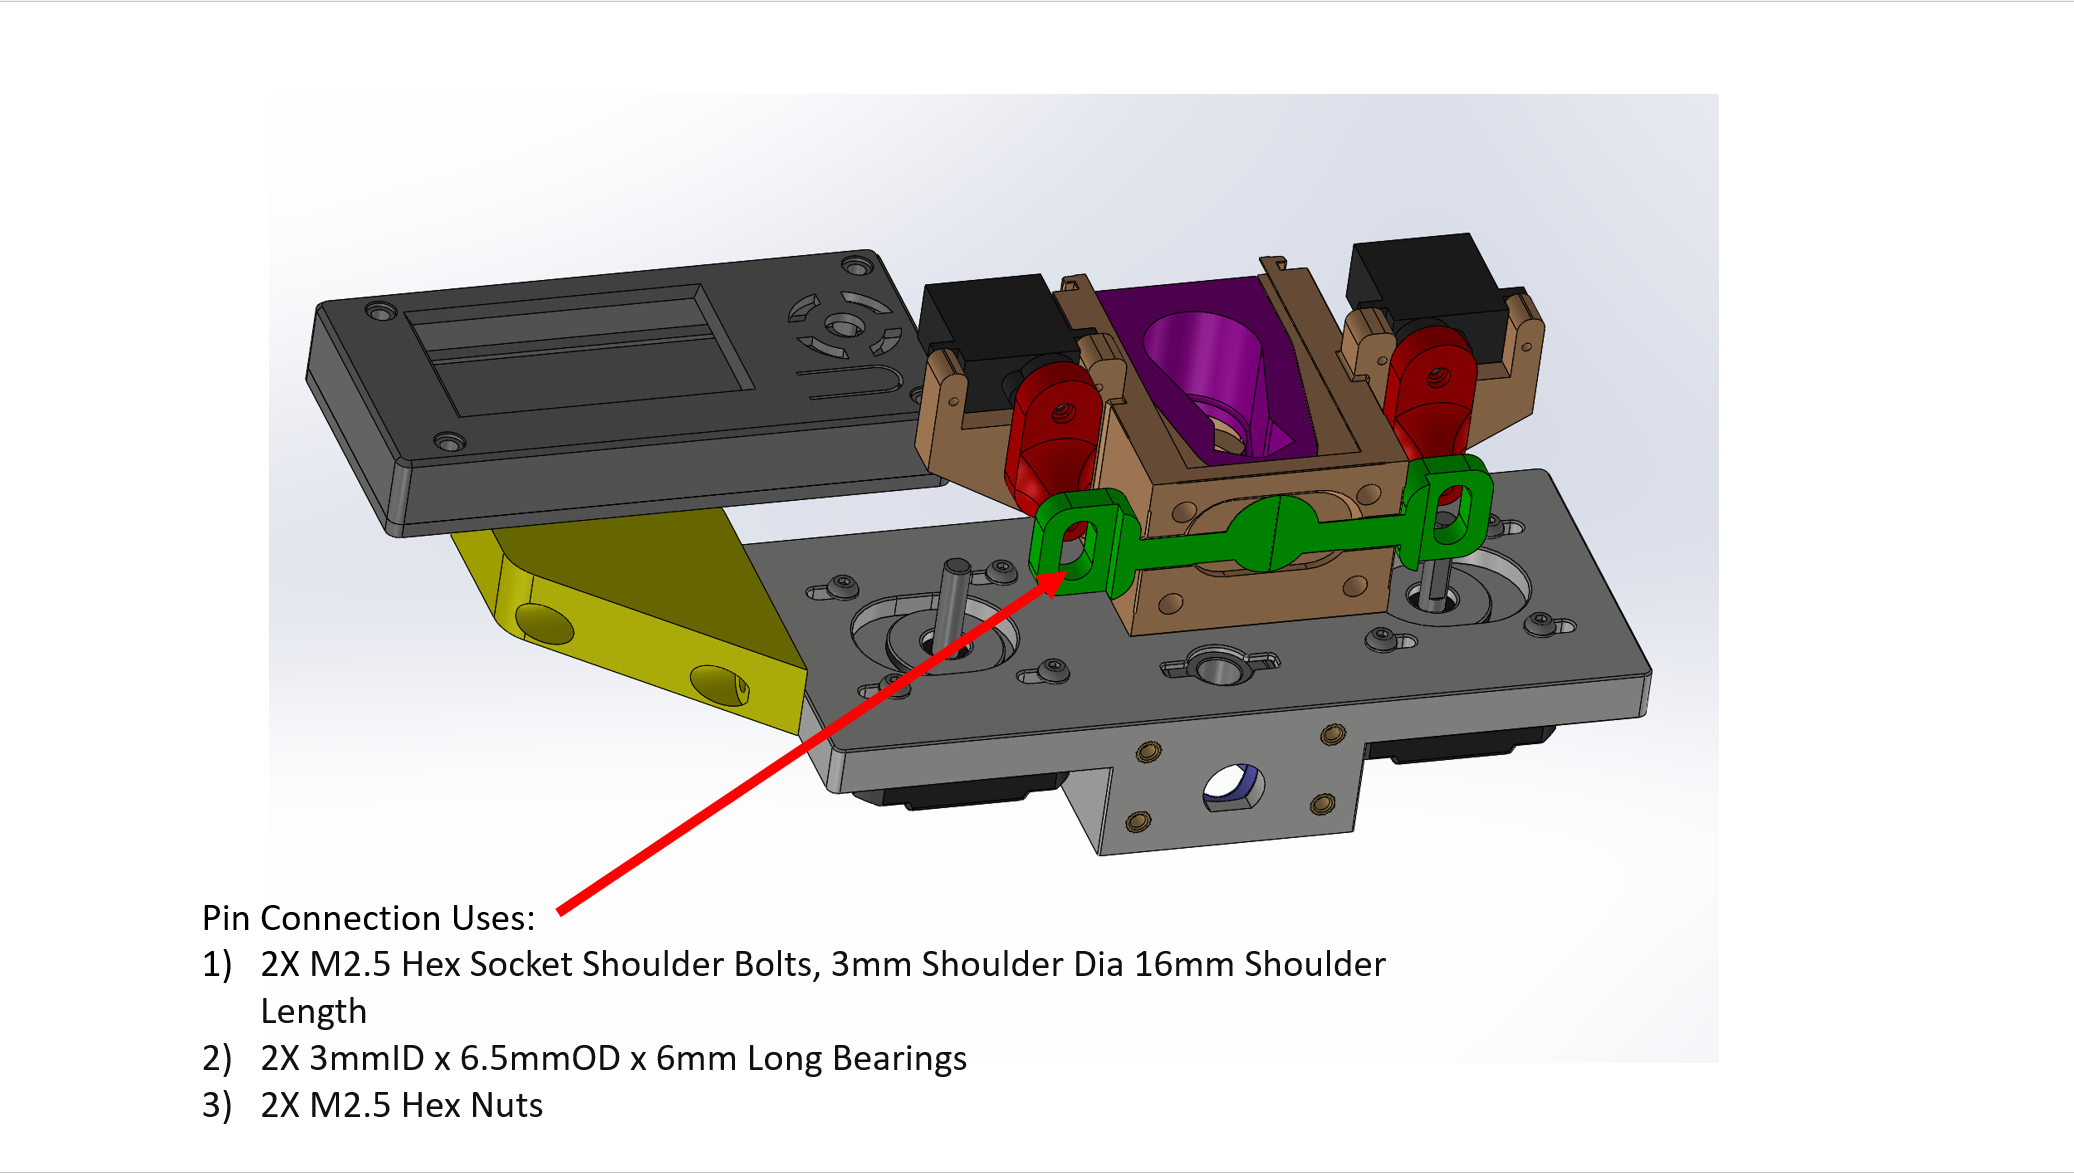 Pin Connection Uses:
1) 2X M2.5 Hex Socket Shoulder Bolts, 3mm Shoulder Dia 16mm Shoulder
Length
2) 2X 3mmID x 6.5mmOD x 6mm Long Bearings
3) 2X M2.5 Hex Nuts